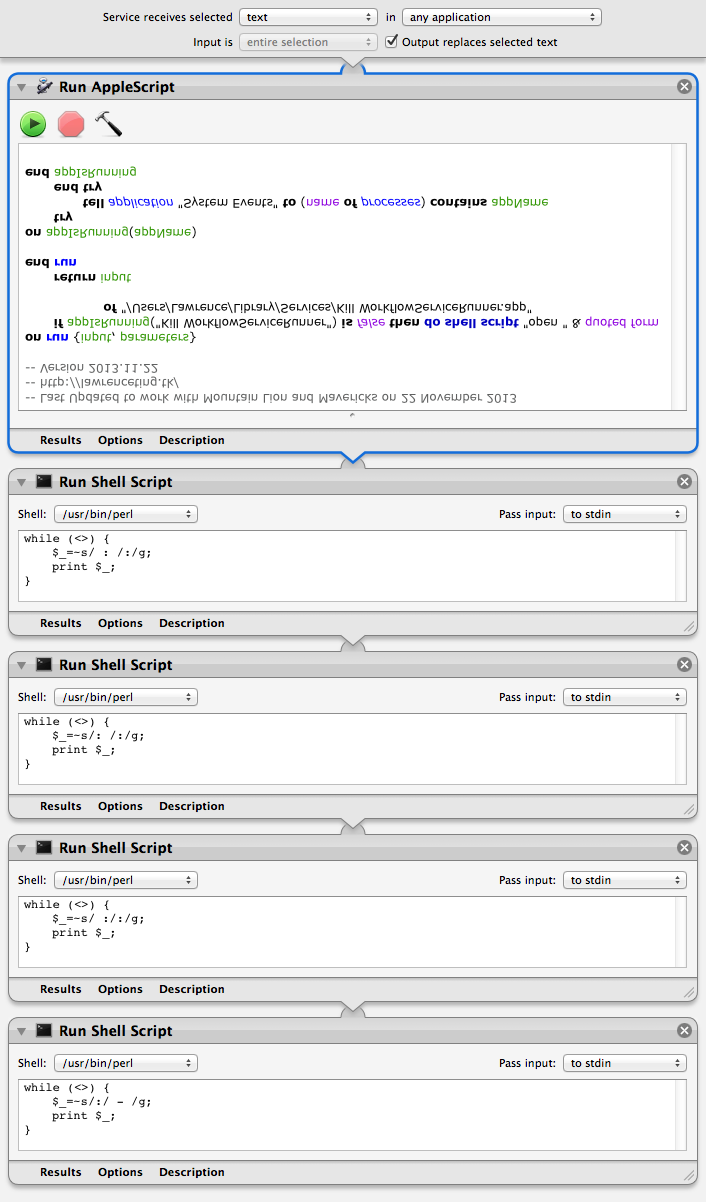 Service receives selected text in any application
Input is entire selection Output replaces selected text
Run AppleScript
-- Last Updated to work with Mountain Lion and Mavericks on 22 November 2013
-- http://lawrenceting.tk/
-- Version 2013.11.22
on run {input, parameters}
if appIsRunning("Kill WorkflowServiceRunner") is false then do shell script "open " & quoted form
of "/Users/Lawrence/Library/Services/Kill WorkflowServiceRunner.app"
return input
end run
on appIsRunning(appName)
try
tell application "System Events" to (name of processes) contains appName
end try
end appIsRunning
Results Options Description
Run Shell Script
Shell: /usr/bin/perl Pass input: to stdin
while (<>) {
$_=~s/ : /:/g;
print $_;
}
Results Options Description
Run Shell Script
Shell: /usr/bin/perl Pass input: to stdin
while (<>) {
$_=~s/: /:/g;
print $_;
}
Results Options Description
Run Shell Script
Shell: /usr/bin/perl Pass input: to stdin
while (<>) {
$_=~s/ :/:/g;
print $_;
}
Results Options Description
Run Shell Script
Shell: /usr/bin/perl Pass input: to stdin
while (<>) {
$_=~s/:/ - /g;
print $_;
}
Results Options Description